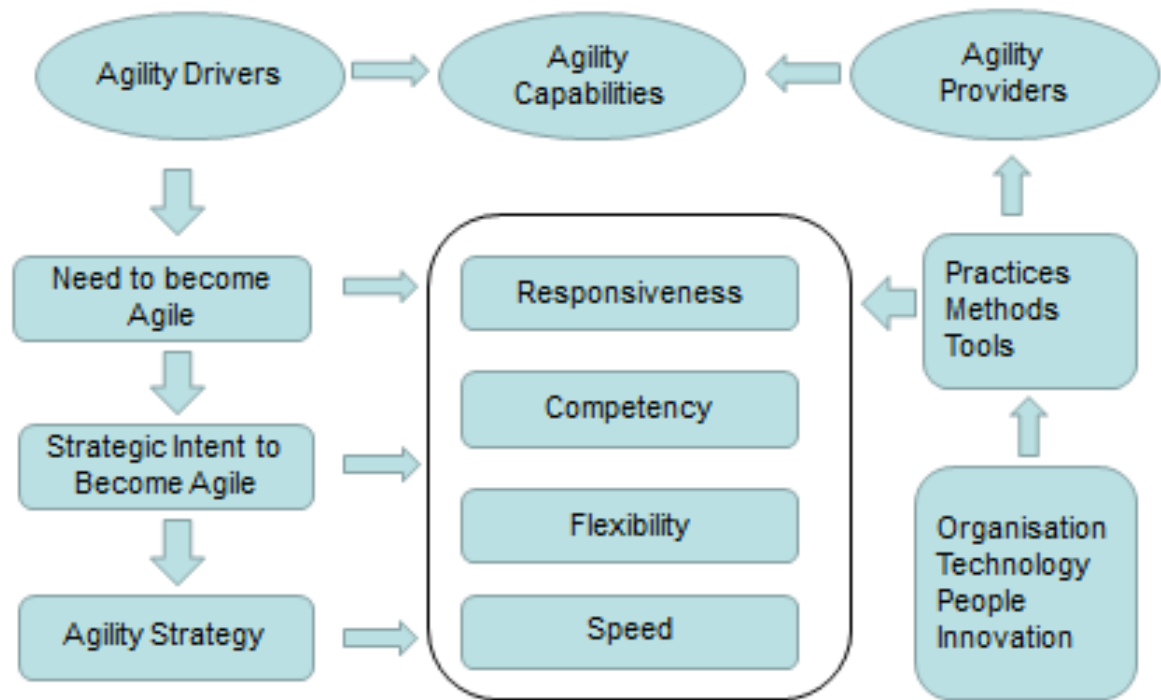 Agility Drivers
Agility
Capabilities
Agility
Providers
Need to become
Agile
Strategic Intent to
Become Agile
Agility Strategy
Responsiveness
Competency
Flexibility
Speed
Practices
Methods
Tools
Organisation
Technology
People
Innovation